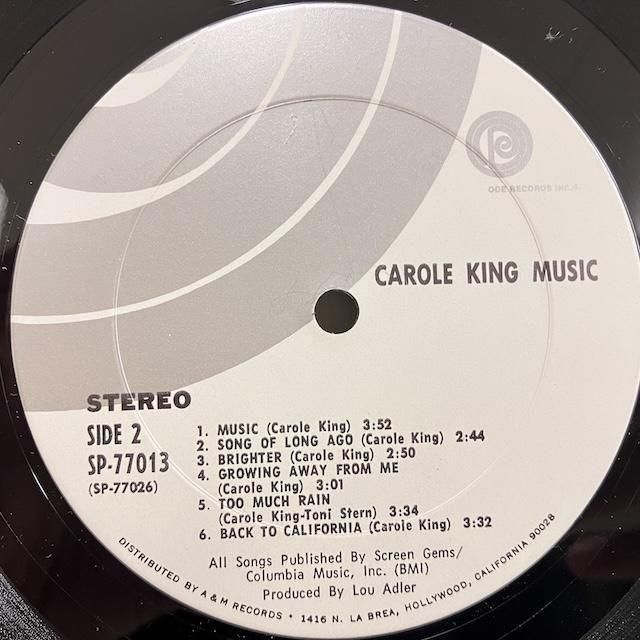 ODE RECORDS INC.
CAROLE KING MUSIC
STEREO
SIDE 2
SP-77013
(SP-77026)
1. MUSIC (Carole King) 3:52
2. SONG OF LONG AGO (Carole King) 2:44
3. BRIGHTER (Carole King) 2:50
4. GROWING AWAY FROM ME
(Carole King) 3:01
5. TOO MUCH RAIN
(Carole King-Toni Stern) 3:34
6. BACK TO CALIFORNIA (Carole King) 3:32
All Songs Published By Screen Gems/
Columbia Music, Inc. (BMI)
Produced By Lou Adler
DISTRIBUTED BY A & M RECORDS • 1416 N. LA BREA, HOLLYWOOD, CALIFORNIA 90028